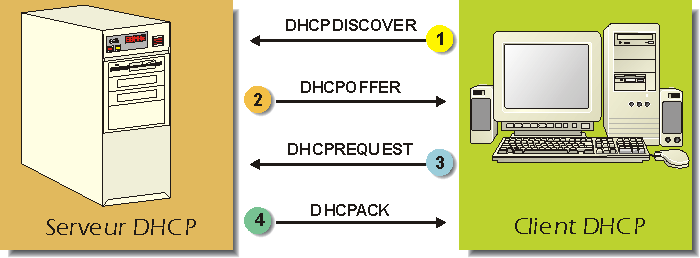 DHCPDISCOVER
1
DHCPOFFER
2
DHCPREQUEST
3
DHCPACK
4
Serveur DHCP
Client DHCP